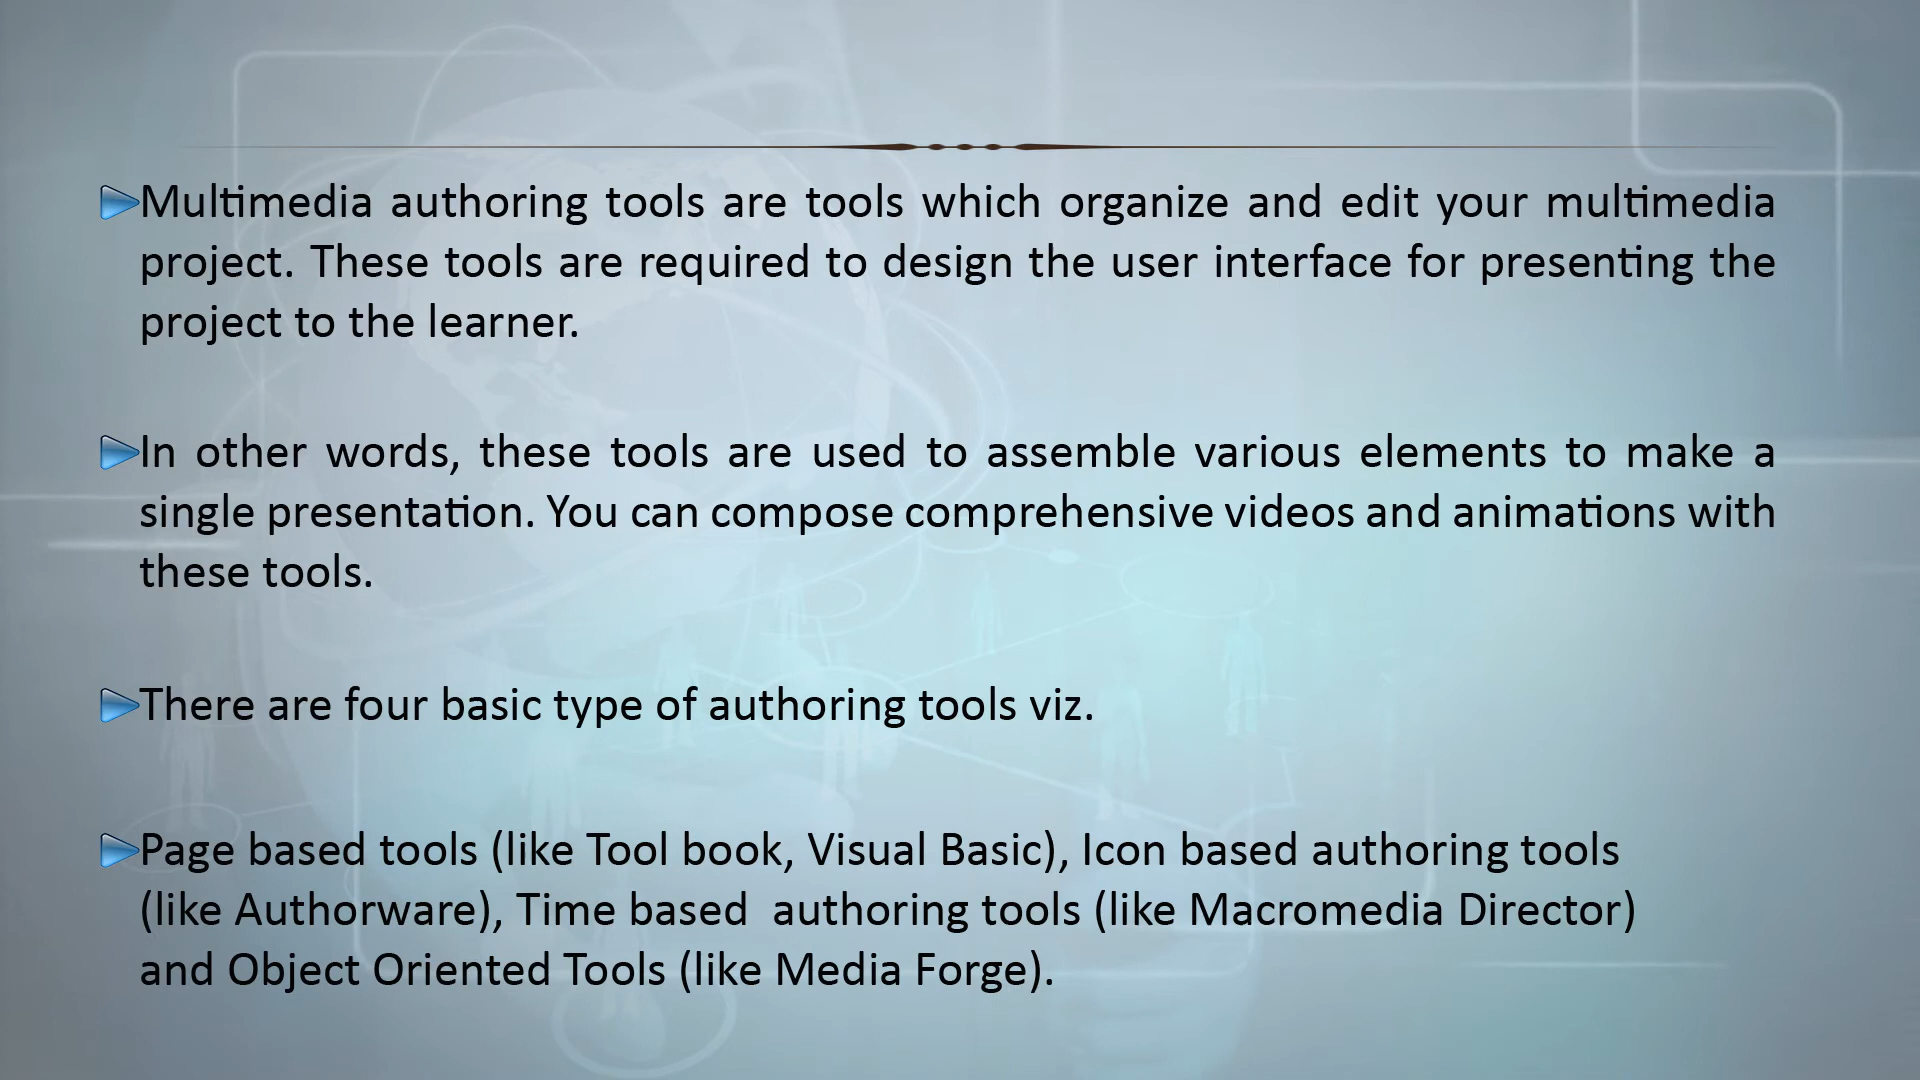 Multimedia authoring tools are tools which organize and edit your multimedia
project. These tools are required to design the user interface for presenting the
project to the learner.
In other words, these tools are used to assemble various elements to make a
single presentation. You can compose comprehensive videos and animations with
these tools.
There are four basic type of authoring tools viz.
Page based tools (like Tool book, Visual Basic), Icon based authoring tools
(like Authorware), Time based  authoring tools (like Macromedia Director)
and Object Oriented Tools (like Media Forge).